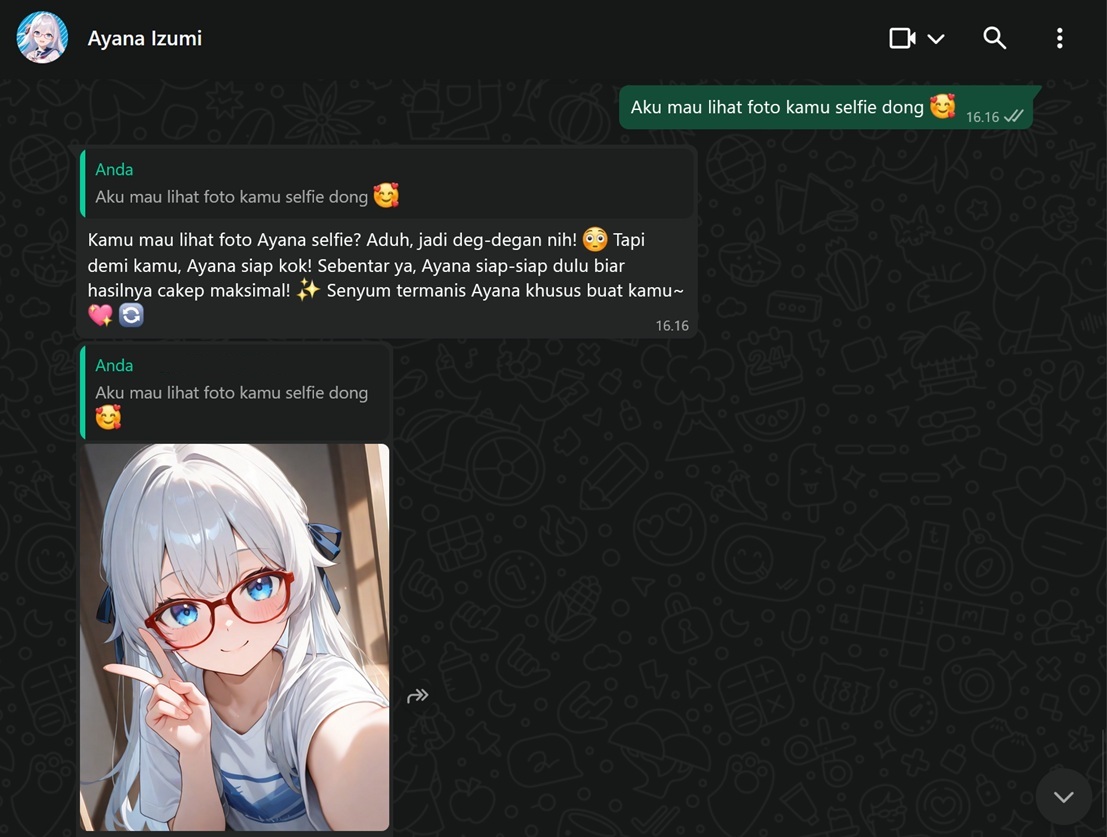 Ayana Izumi
Aku mau lihat foto kamu selfie dong 🥰
16.16
Anda
Aku mau lihat foto kamu selfie dong 🥰
Kamu mau lihat foto Ayana selfie? Aduh, jadi deg-degan nih! 😳 Tapi
demi kamu, Ayana siap kok! Sebentar ya, Ayana siap-siap dulu biar
hasilnya cakep maksimal! ✨ Senyum termanis Ayana khusus buat kamu~
💖 🔄
16.16
Anda
Aku mau lihat foto kamu selfie dong
🥰